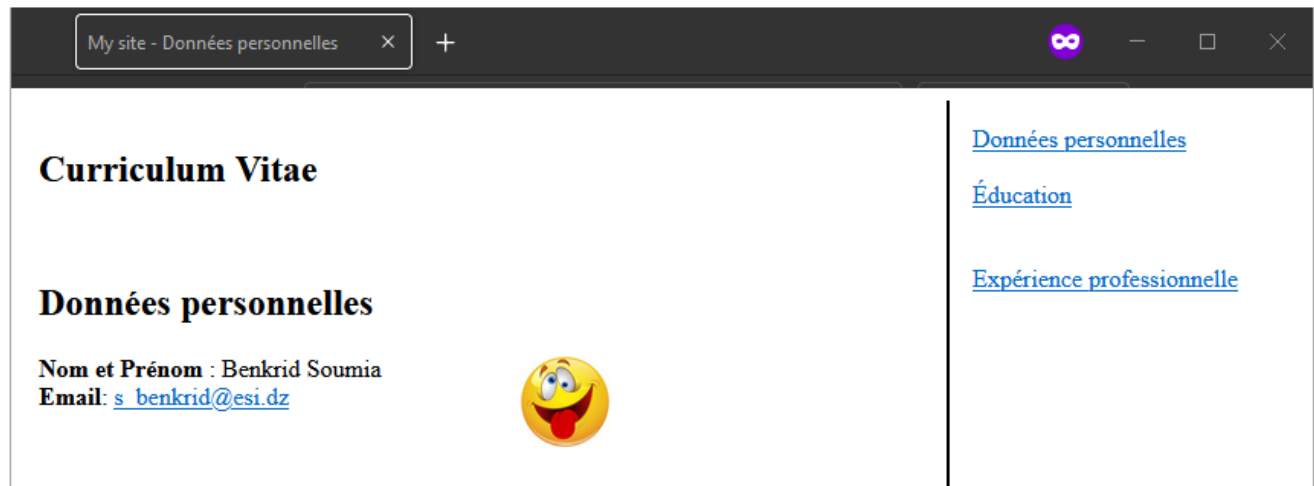 My site - Données personnelles
Curriculum Vitae
Données personnelles
Nom et Prénom : Benkrid Soumia
Email: s_benkrid@esi.dz
Données personnelles
Éducation
Expérience professionnelle